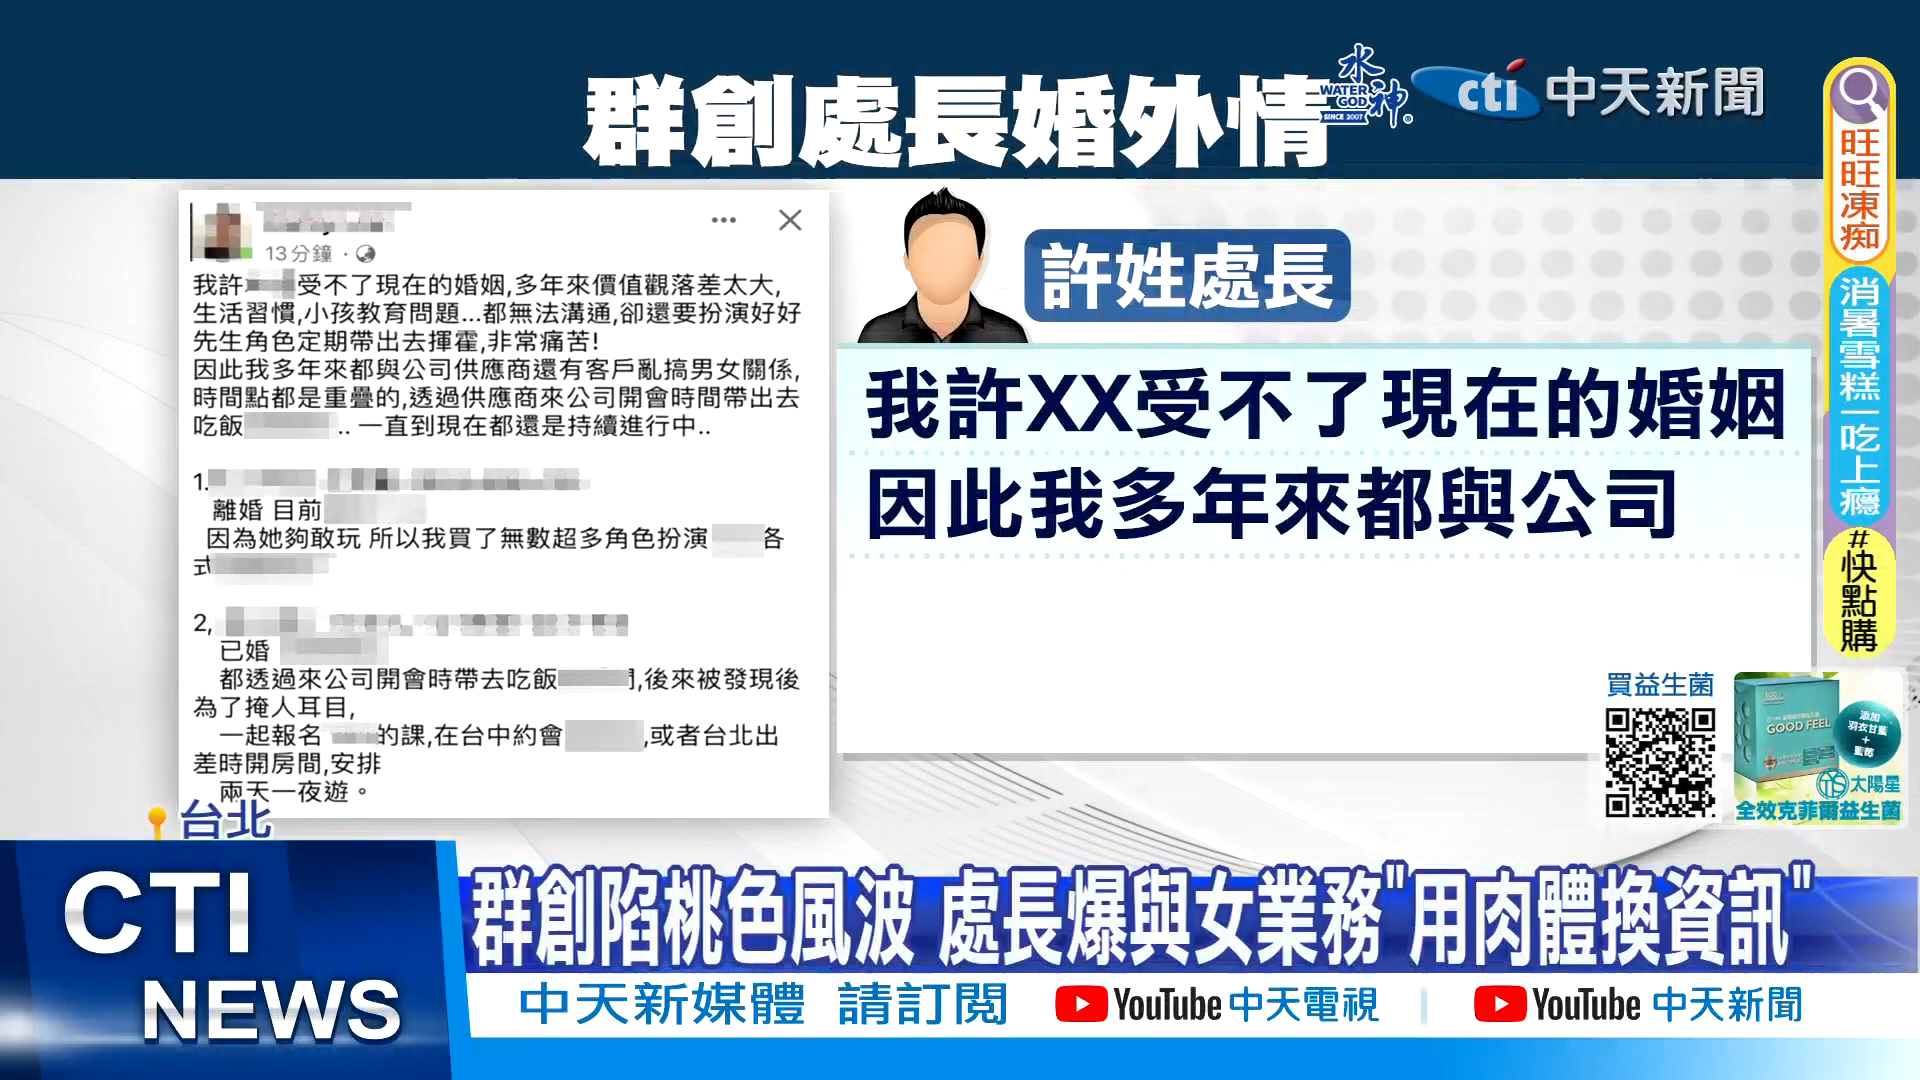 群創處長婚外情
水神
WATER GOD
SINCE 2007
cti 中天新聞
旺旺凍痴
消暑雪糕一吃上癮
#快點購
13分鐘
我許 受不了現在的婚姻,多年來價值觀落差太大,
生活習慣,小孩教育問題...都無法溝通,卻還要扮演好好
先生角色定期帶出去揮霍,非常痛苦!
因此我多年來都與公司供應商還有客戶亂搞男女關係,
時間點都是重疊的,透過供應商來公司開會時間帶出去
吃飯 .. 一直到現在都還是持續進行中..
1.
離婚 目前
因為她夠敢玩 所以我買了無數超多角色扮演 各
式
2,
已婚
都透過來公司開會時帶去吃飯 ,後來被發現後
為了掩人耳目,
一起報名 的課,在台中約會 ,或者台北出
差時開房間,安排
兩天一夜遊。
許姓處長
我許XX受不了現在的婚姻
因此我多年來都與公司
買益生菌
GOOD FEEL
添加
羽衣甘藍
+
藍莓
太陽星
全效克菲爾益生菌
台北
CTI
NEWS
群創陷桃色風波 處長爆與女業務"用肉體換資訊"
中天新媒體 請訂閱 YouTube 中天電視 | YouTube 中天新聞